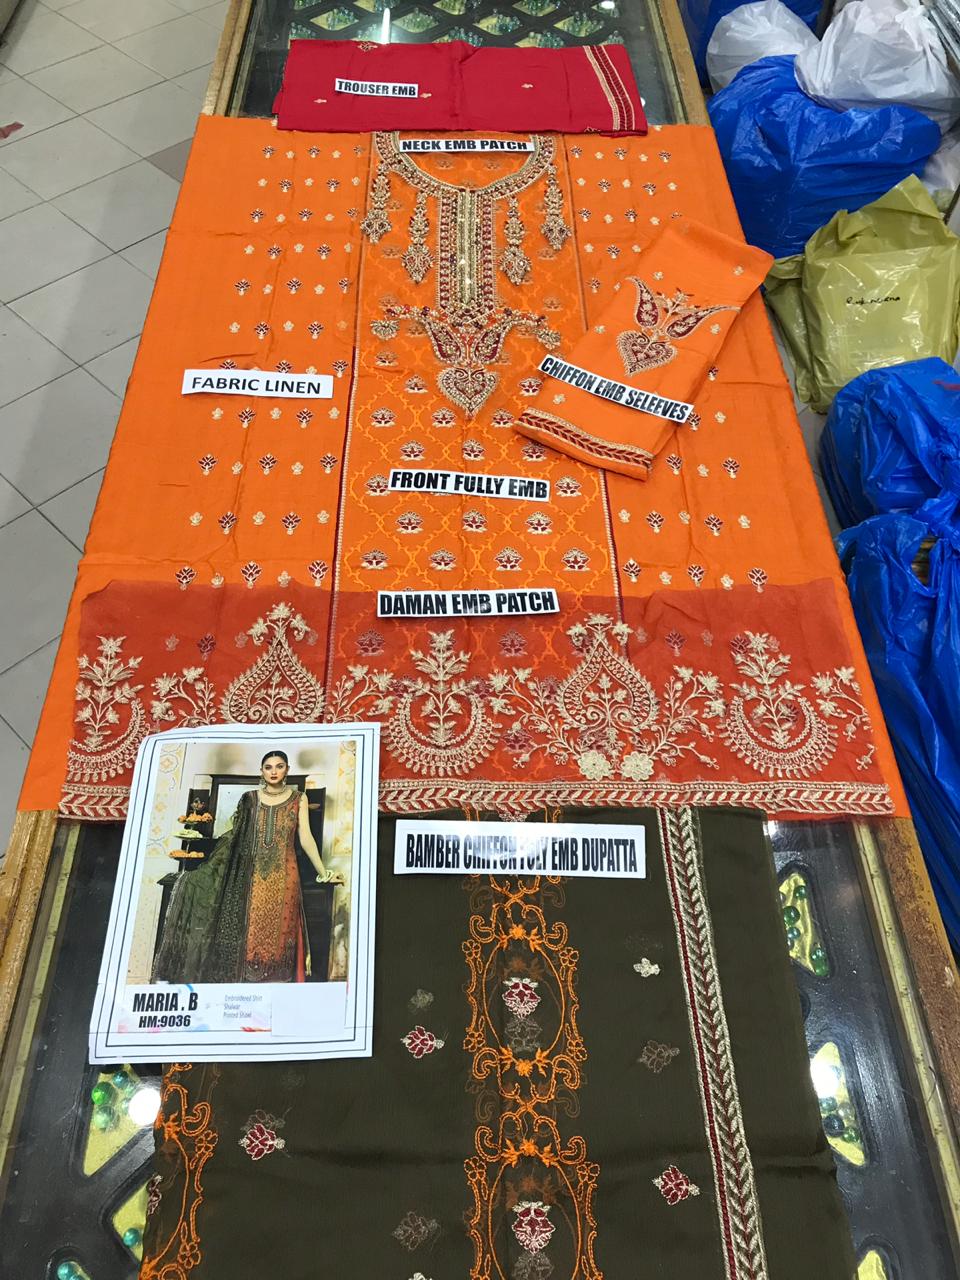 TROUSER EMB
NECK EMB PATCH
FABRIC LINEN
CHIFFON EMB SELEEVES
FRONT FULLY EMB
DAMAN EMB PATCH
BAMBER CHIFFON FULY EMB DUPATTA
MARIA . B
HM:9036
Embroidered Shirt
Shalwar
Printed Shawl